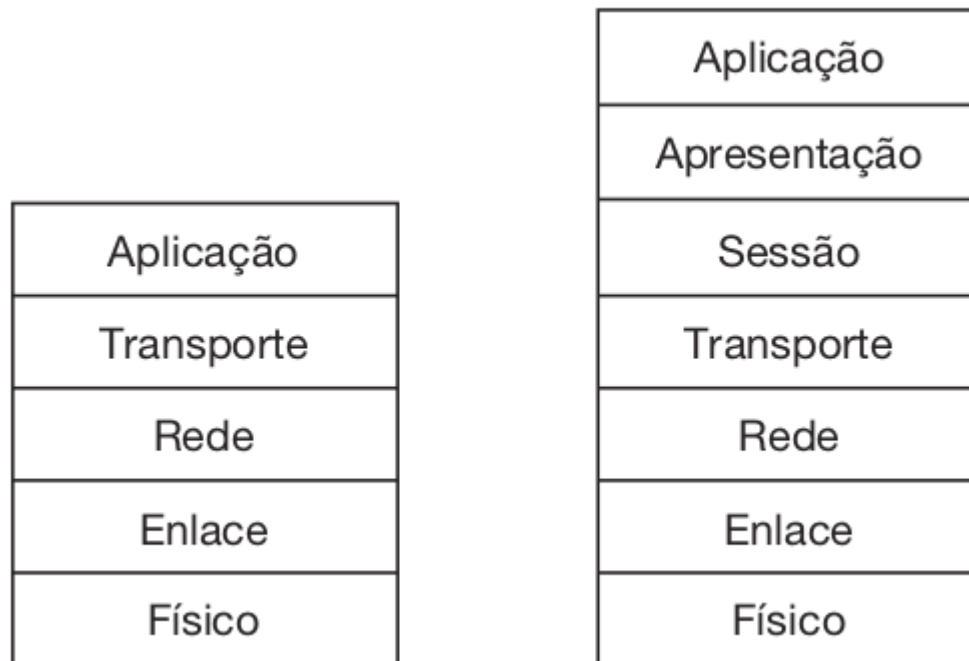 Aplicação
Transporte
Rede
Enlace
Físico
Aplicação
Apresentação
Sessão
Transporte
Rede
Enlace
Físico